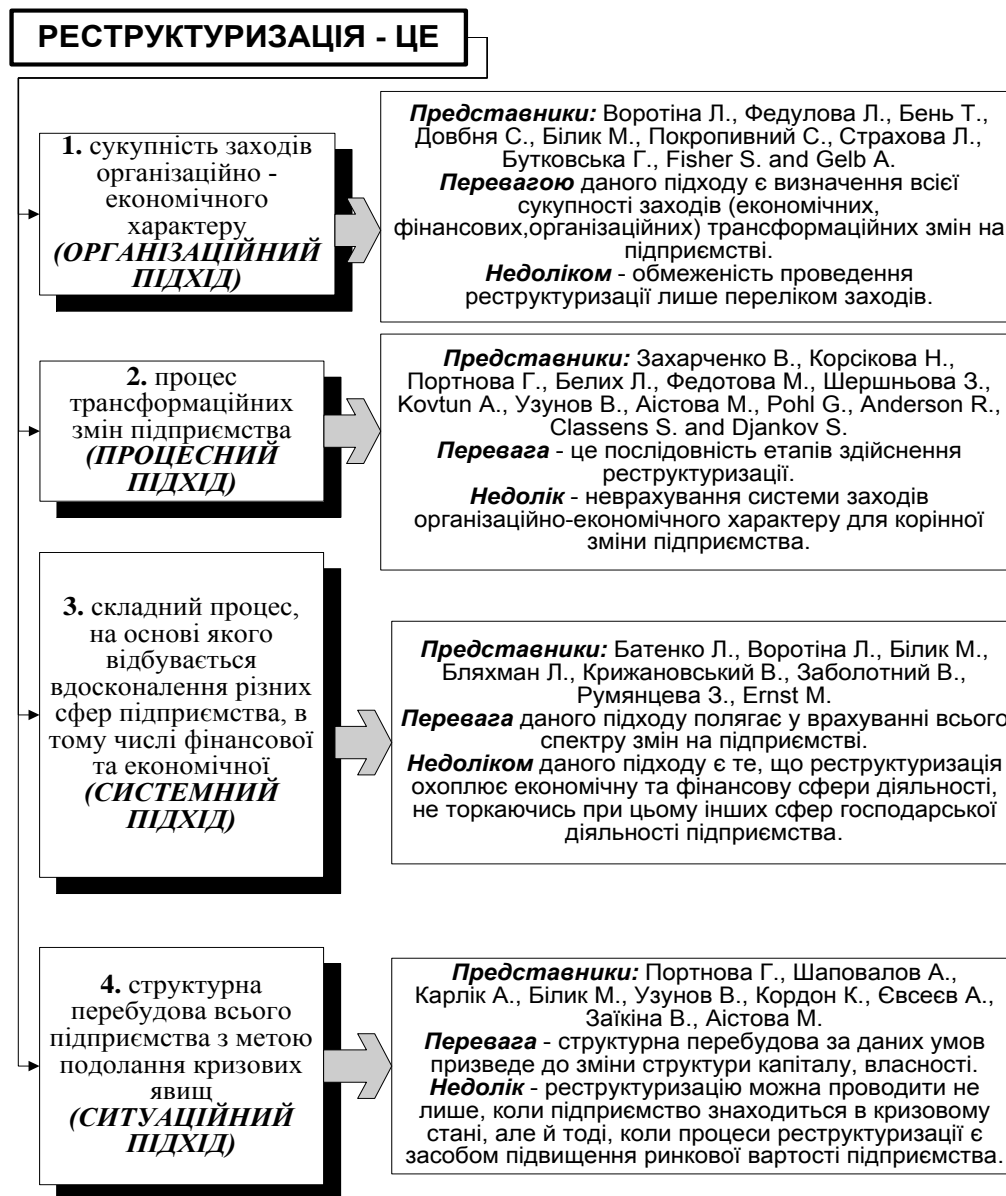 РЕСТРУКТУРИЗАЦІЯ - ЦЕ
1. сукупність заходів
організаційно -
економічного
характеру
(ОРГАНІЗАЦІЙНИЙ
ПІДХІД)
Представники: Воротіна Л., Федулова Л., Бень Т.,
Довбня С., Білик М., Покропивний С., Страхова Л.,
Бутковська Г., Fisher S. and Gelb A.
Перевагою даного підходу є визначення всієї
сукупності заходів (економічних,
фінансових,організаційних) трансформаційних змін на
підприємстві.
Недоліком - обмеженість проведення
реструктуризації лише переліком заходів.
2. процес
трансформаційних
змін підприємства
(ПРОЦЕСНИЙ
ПІДХІД)
Представники: Захарченко В., Корсікова Н.,
Портнова Г., Белих Л., Федотова М., Шершньова З.,
Kovtun A., Узунов В., Аістова М., Pohl G., Anderson R.,
Classens S. and Djankov S.
Перевага - це послідовність етапів здійснення
реструктуризації.
Недолік - неврахування системи заходів
організаційно-економічного характеру для корінної
зміни підприємства.
3. складний процес,
на основі якого
відбувається
вдосконалення різних
сфер підприємства, в
тому числі фінансової
та економічної
(СИСТЕМНИЙ
ПІДХІД)
Представники: Батенко Л., Воротіна Л., Білик М.,
Бляхман Л., Крижановський В., Заболотний В.,
Румянцева З., Ernst M.
Перевага даного підходу полягає у врахуванні всього
спектру змін на підприємстві.
Недоліком даного підходу є те, що реструктуризація
охоплює економічну та фінансову сфери діяльності,
не торкаючись при цьому інших сфер господарської
діяльності підприємства.
4. структурна
перебудова всього
підприємства з метою
подолання кризових
явищ
(СИТУАЦІЙНИЙ
ПІДХІД)
Представники: Портнова Г., Шаповалов А.,
Карлік А., Білик М., Узунов В., Кордон К., Євсеєв А.,
Заїкіна В., Аістова М.
Перевага - структурна перебудова за даних умов
призведе до зміни структури капіталу, власності.
Недолік - реструктуризацію можна проводити не
лише, коли підприємство знаходиться в кризовому
стані, але й тоді, коли процеси реструктуризації є
засобом підвищення ринкової вартості підприємства.